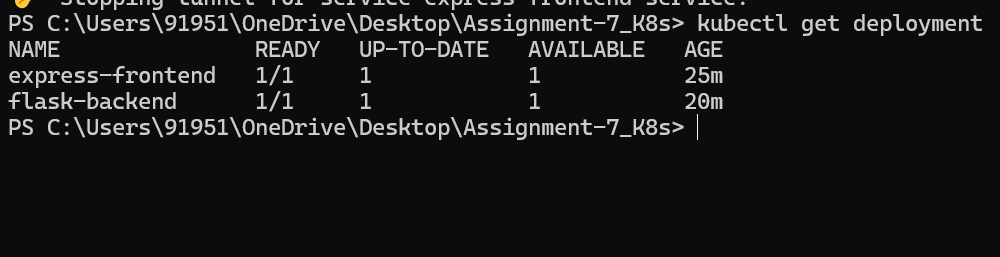 ✋ Stopping tunnel for service express-frontend-service.
PS C:\Users\91951\OneDrive\Desktop\Assignment-7_K8s> kubectl get deployment
NAME               READY   UP-TO-DATE   AVAILABLE   AGE
express-frontend   1/1     1            1           25m
flask-backend      1/1     1            1           20m
PS C:\Users\91951\OneDrive\Desktop\Assignment-7_K8s>